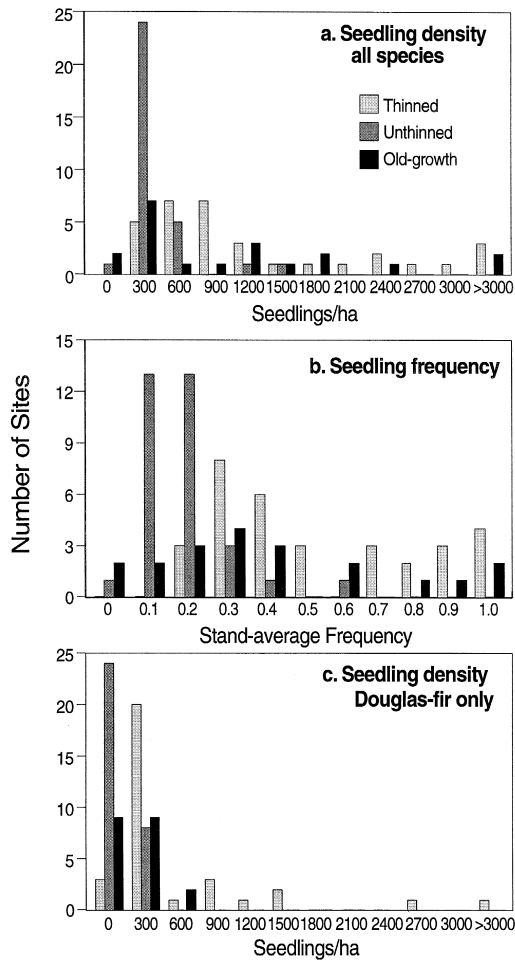 a. Seedling density
all species
Thinned
Unthinned
Old-growth
25
20
15
10
5
0
0 300 600 900 1200 1500 1800 2100 2400 2700 3000 >3000
Seedlings/ha
Number of Sites
b. Seedling frequency
15
12
9
6
3
0
0 0.1 0.2 0.3 0.4 0.5 0.6 0.7 0.8 0.9 1.0
Stand-average Frequency
c. Seedling density
Douglas-fir only
25
20
15
10
5
0
0 300 600 900 1200 1500 1800 2100 2400 2700 3000 >3000
Seedlings/ha